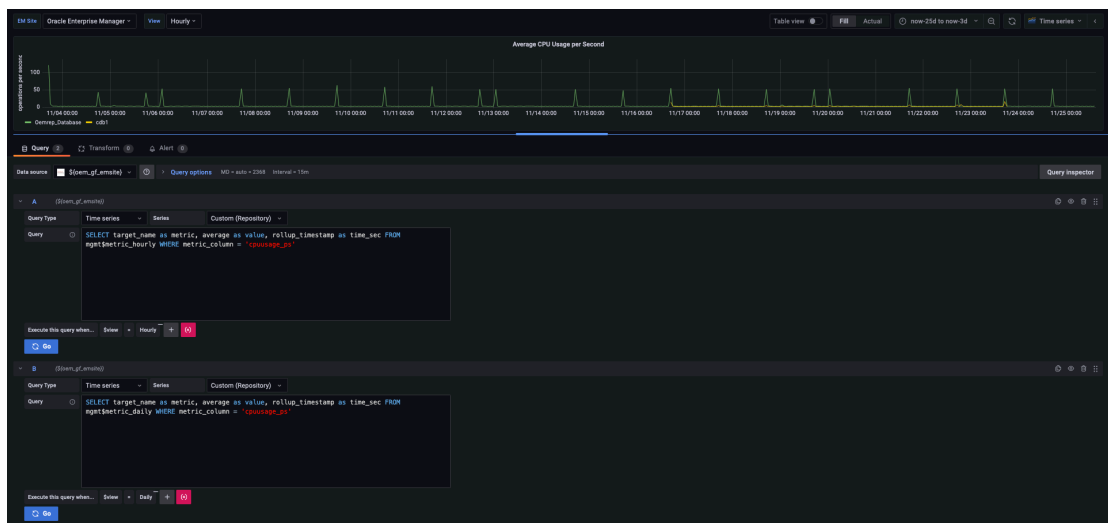 EM Site Oracle Enterprise Manager View Hourly Table view Fill Actual now-25d to now-3d Time series
Average CPU Usage per Second
operations per second
100
50
0
11/04 00:00 11/05 00:00 11/06 00:00 11/07 00:00 11/08 00:00 11/09 00:00 11/10 00:00 11/11 00:00 11/12 00:00 11/13 00:00 11/14 00:00 11/15 00:00 11/16 00:00 11/17 00:00 11/18 00:00 11/19 00:00 11/20 00:00 11/21 00:00 11/22 00:00 11/23 00:00 11/24 00:00 11/25 00:00
Oemrep_Database cdb1
Query 2 Transform 0 Alert 0
Data source ${oem_gf_emsite} Query options MD = auto = 2368 Interval = 15m Query inspector
A (${oem_gf_emsite})
Query Type Time series Series Custom (Repository)
Query SELECT target_name as metric, average as value, rollup_timestamp as time_sec FROM
mgmt$metric_hourly WHERE metric_column = 'cpuusage_ps'
Execute this query when... $view = Hourly + (+)
Go
B (${oem_gf_emsite})
Query Type Time series Series Custom (Repository)
Query SELECT target_name as metric, average as value, rollup_timestamp as time_sec FROM
mgmt$metric_daily WHERE metric_column = 'cpuusage_ps'
Execute this query when... $view = Daily + (+)
Go